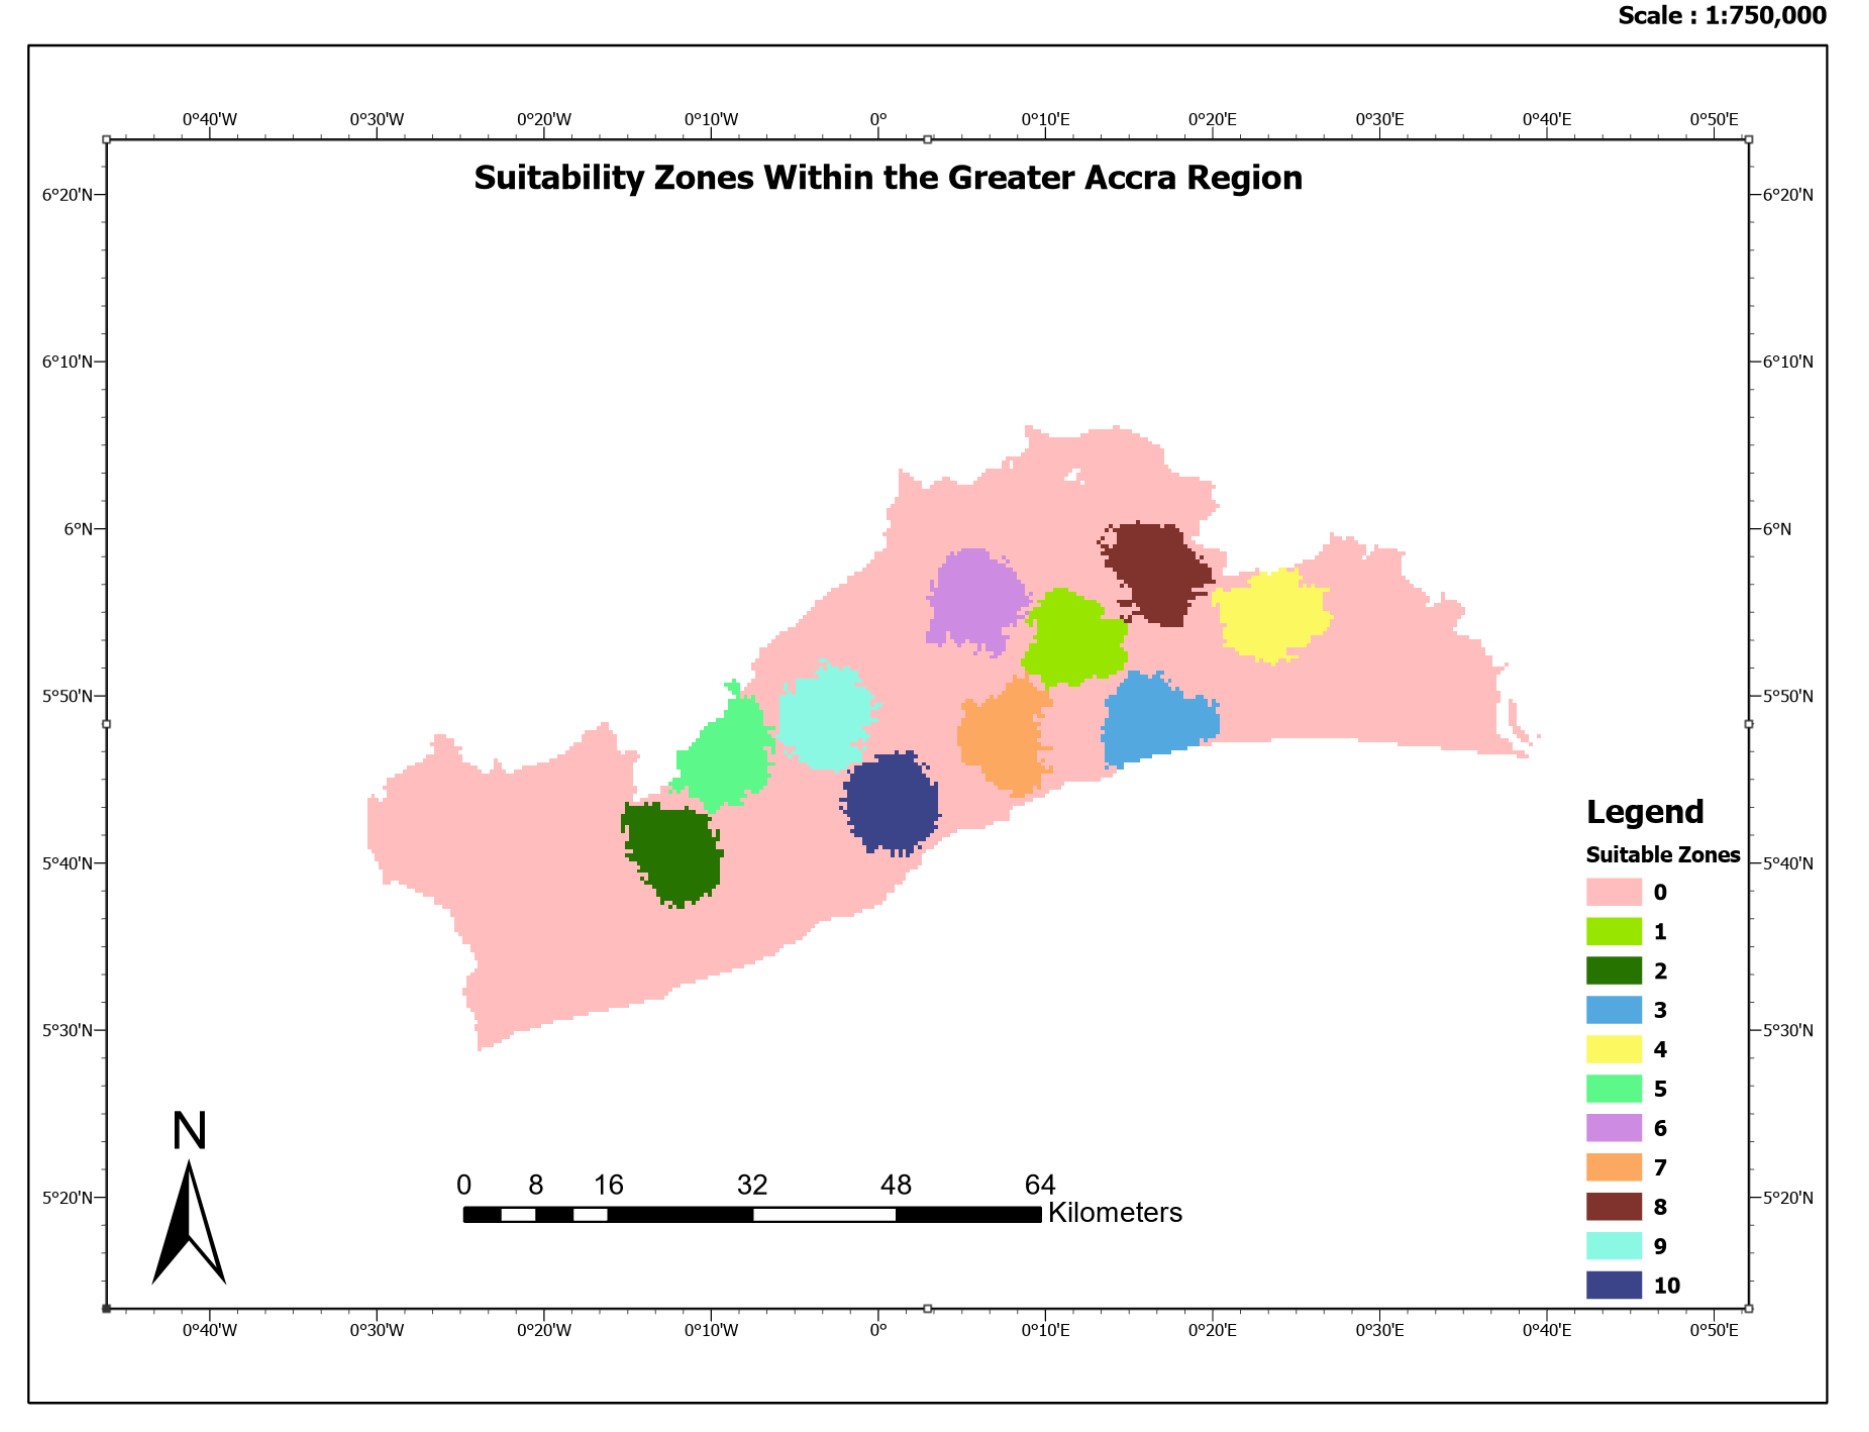 Scale : 1:750,000
0°40'W 0°30'W 0°20'W 0°10'W 0° 0°10'E 0°20'E 0°30'E 0°40'E 0°50'E
Suitability Zones Within the Greater Accra Region
6°20'N 6°20'N
6°10'N 6°10'N
6°N 6°N
5°50'N 5°50'N
5°40'N 5°40'N
5°30'N 5°30'N
5°20'N 5°20'N
Legend
Suitable Zones
0
1
2
3
4
5
6
7
8
9
10
N
0 8 16 32 48 64
Kilometers
0°40'W 0°30'W 0°20'W 0°10'W 0° 0°10'E 0°20'E 0°30'E 0°40'E 0°50'E